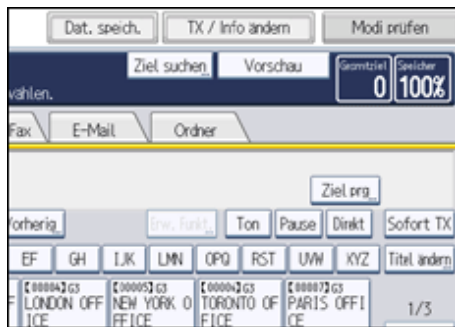 Dat. speich. TX / Info ändern Modi prüfen
Ziel suchen Vorschau Gesamtziel Speicher
wählen. 0 100%
Fax E-Mail Ordner
Ziel prg.
Vorherig. Erw. Funkt. Ton Pause Direkt Sofort TX
EF GH IJK LMN OPQ RST UVW XYZ Titel ändern
[00004]G3 [00005]G3 [00006]G3 [00007]G3
F LONDON OFF NEW YORK O TORONTO OF PARIS OFFI 1/3
ICE FFICE FICE CE